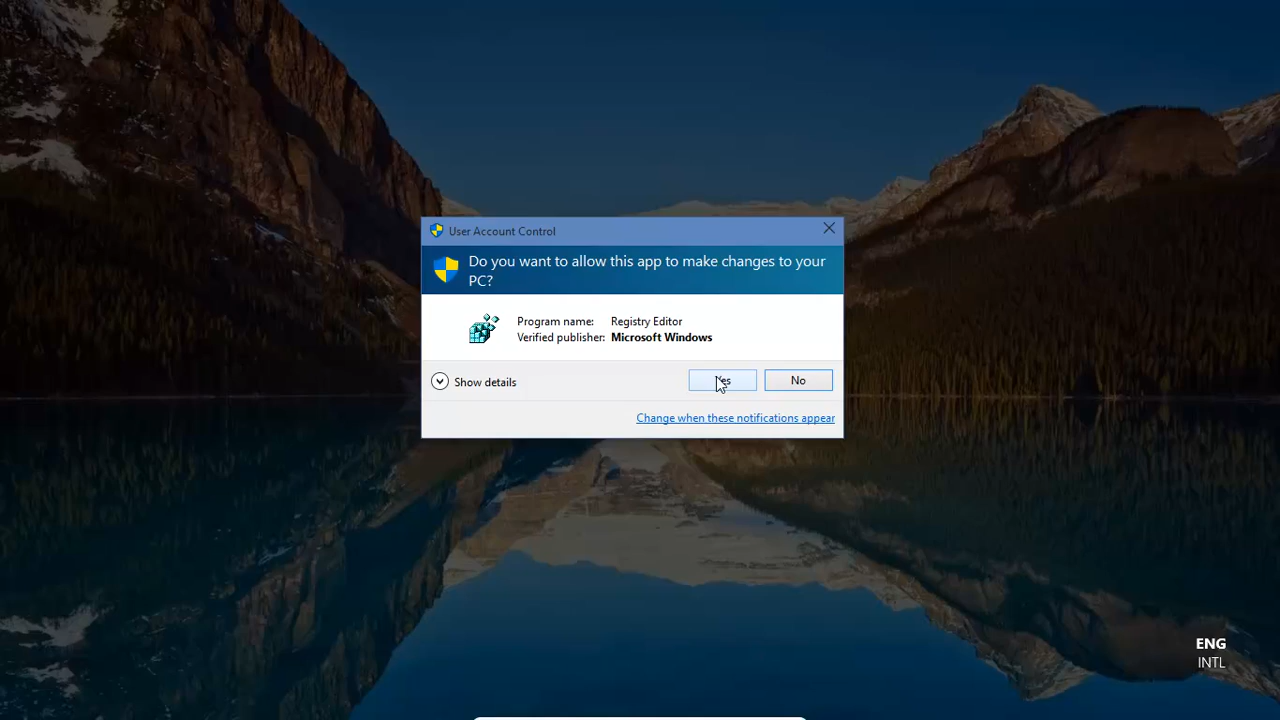 User Account Control
Do you want to allow this app to make changes to your
PC?
Program name: Registry Editor
Verified publisher: Microsoft Windows
Show details
Yes
No
Change when these notifications appear
ENG
INTL